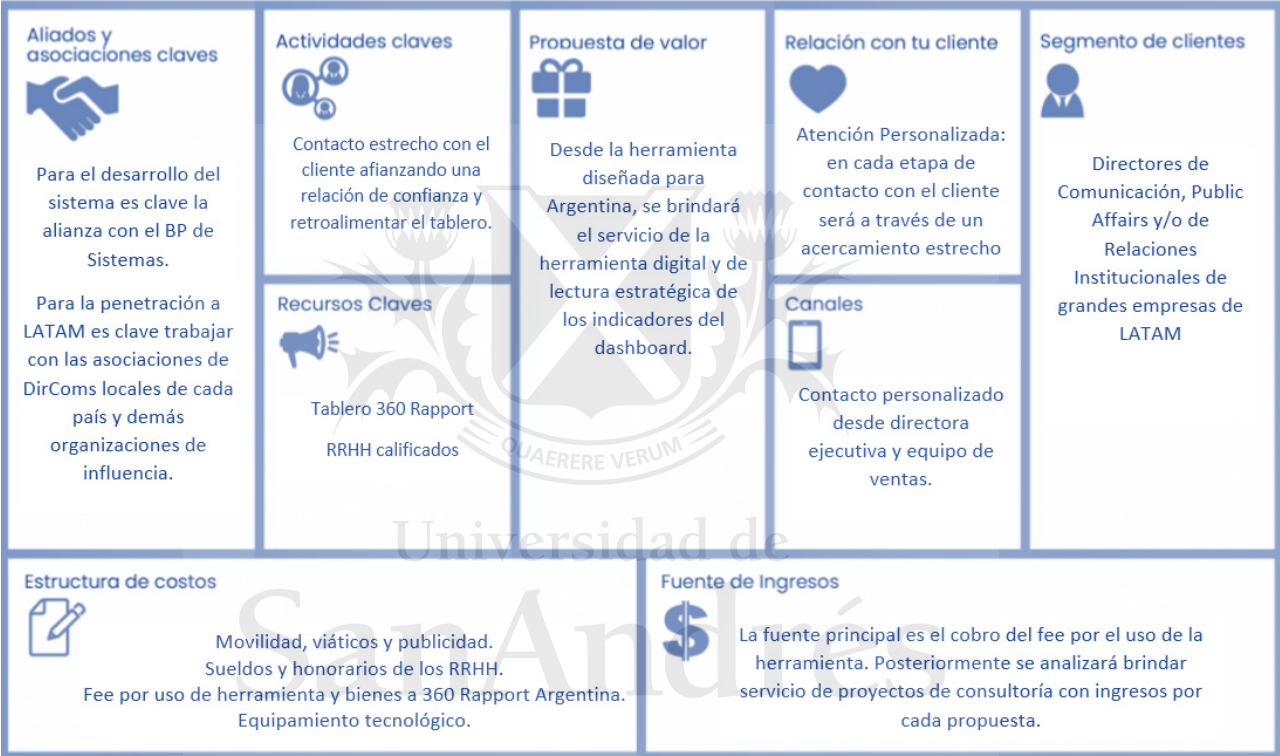 Aliados y
asociaciones claves
Para el desarrollo del
sistema es clave la
alianza con el BP de
Sistemas.
Para la penetración a
LATAM es clave trabajar
con las asociaciones de
DirComs locales de cada
país y demás
organizaciones de
influencia.
Actividades claves
Contacto estrecho con el
cliente afianzando una
relación de confianza y
retroalimentar el tablero.
Recursos Claves
Tablero 360 Rapport
RRHH calificados
Propuesta de valor
Desde la herramienta
diseñada para
Argentina, se brindará
el servicio de la
herramienta digital y de
lectura estratégica de
los indicadores del
dashboard.
Relación con tu cliente
Atención Personalizada:
en cada etapa de
contacto con el cliente
será a través de un
acercamiento estrecho
Canales
Contacto personalizado
desde directora
ejecutiva y equipo de
ventas.
Segmento de clientes
Directores de
Comunicación, Public
Affairs y/o de
Relaciones
Institucionales de
grandes empresas de
LATAM
Estructura de costos
Movilidad, viáticos y publicidad.
Sueldos y honorarios de los RRHH.
Fee por uso de herramienta y bienes a 360 Rapport Argentina.
Equipamiento tecnológico.
Fuente de Ingresos
$
La fuente principal es el cobro del fee por el uso de la
herramienta. Posteriormente se analizará brindar
servicio de proyectos de consultoría con ingresos por
cada propuesta.
QUAERERE VERUM
Universidad de
SanAndrés